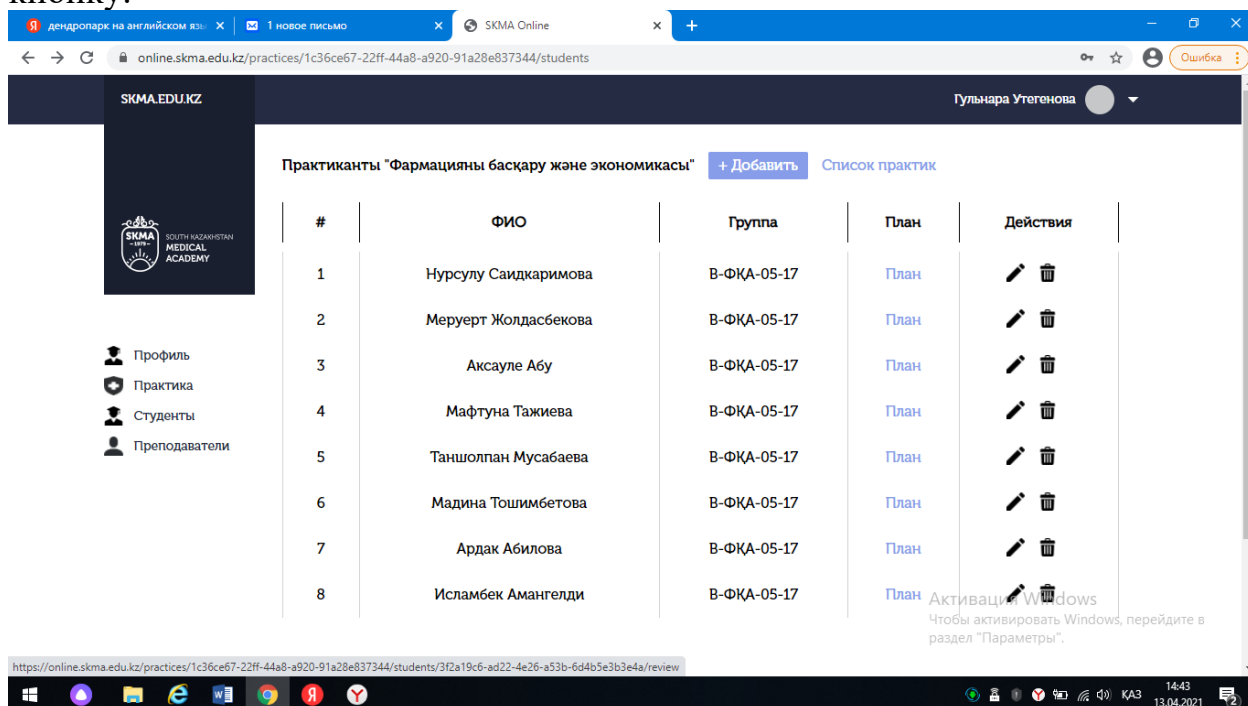 кнопку.
дендропарк на английском язы
1 новое письмо
SKMA Online
online.skma.edu.kz/practices/1c36ce67-22ff-44a8-a920-91a28e837344/students
Ошибка
SKMA.EDU.KZ
Гульнара Утегенова
Практиканты "Фармацияны басқару және экономикасы" + Добавить Список практик
SKMA
-1979-
SOUTH KAZAKHSTAN
MEDICAL
ACADEMY
Профиль
Практика
Студенты
Преподаватели
# ФИО Группа План Действия
1 Нурсулу Саидкаримова В-ФҚА-05-17 План
2 Меруерт Жолдасбекова В-ФҚА-05-17 План
3 Аксауле Абу В-ФҚА-05-17 План
4 Мафтуна Тажиева В-ФҚА-05-17 План
5 Таншолпан Мусабаева В-ФҚА-05-17 План
6 Мадина Тошимбетова В-ФҚА-05-17 План
7 Ардак Абилова В-ФҚА-05-17 План
8 Исламбек Амангелди В-ФҚА-05-17 План
Активация Windows
Чтобы активировать Windows, перейдите в
раздел "Параметры".
https://online.skma.edu.kz/practices/1c36ce67-22ff-44a8-a920-91a28e837344/students/3f2a19c6-ad22-4e26-a53b-6d4b5e3b3e4a/review
ҚАЗ
14:43
13.04.2021
2